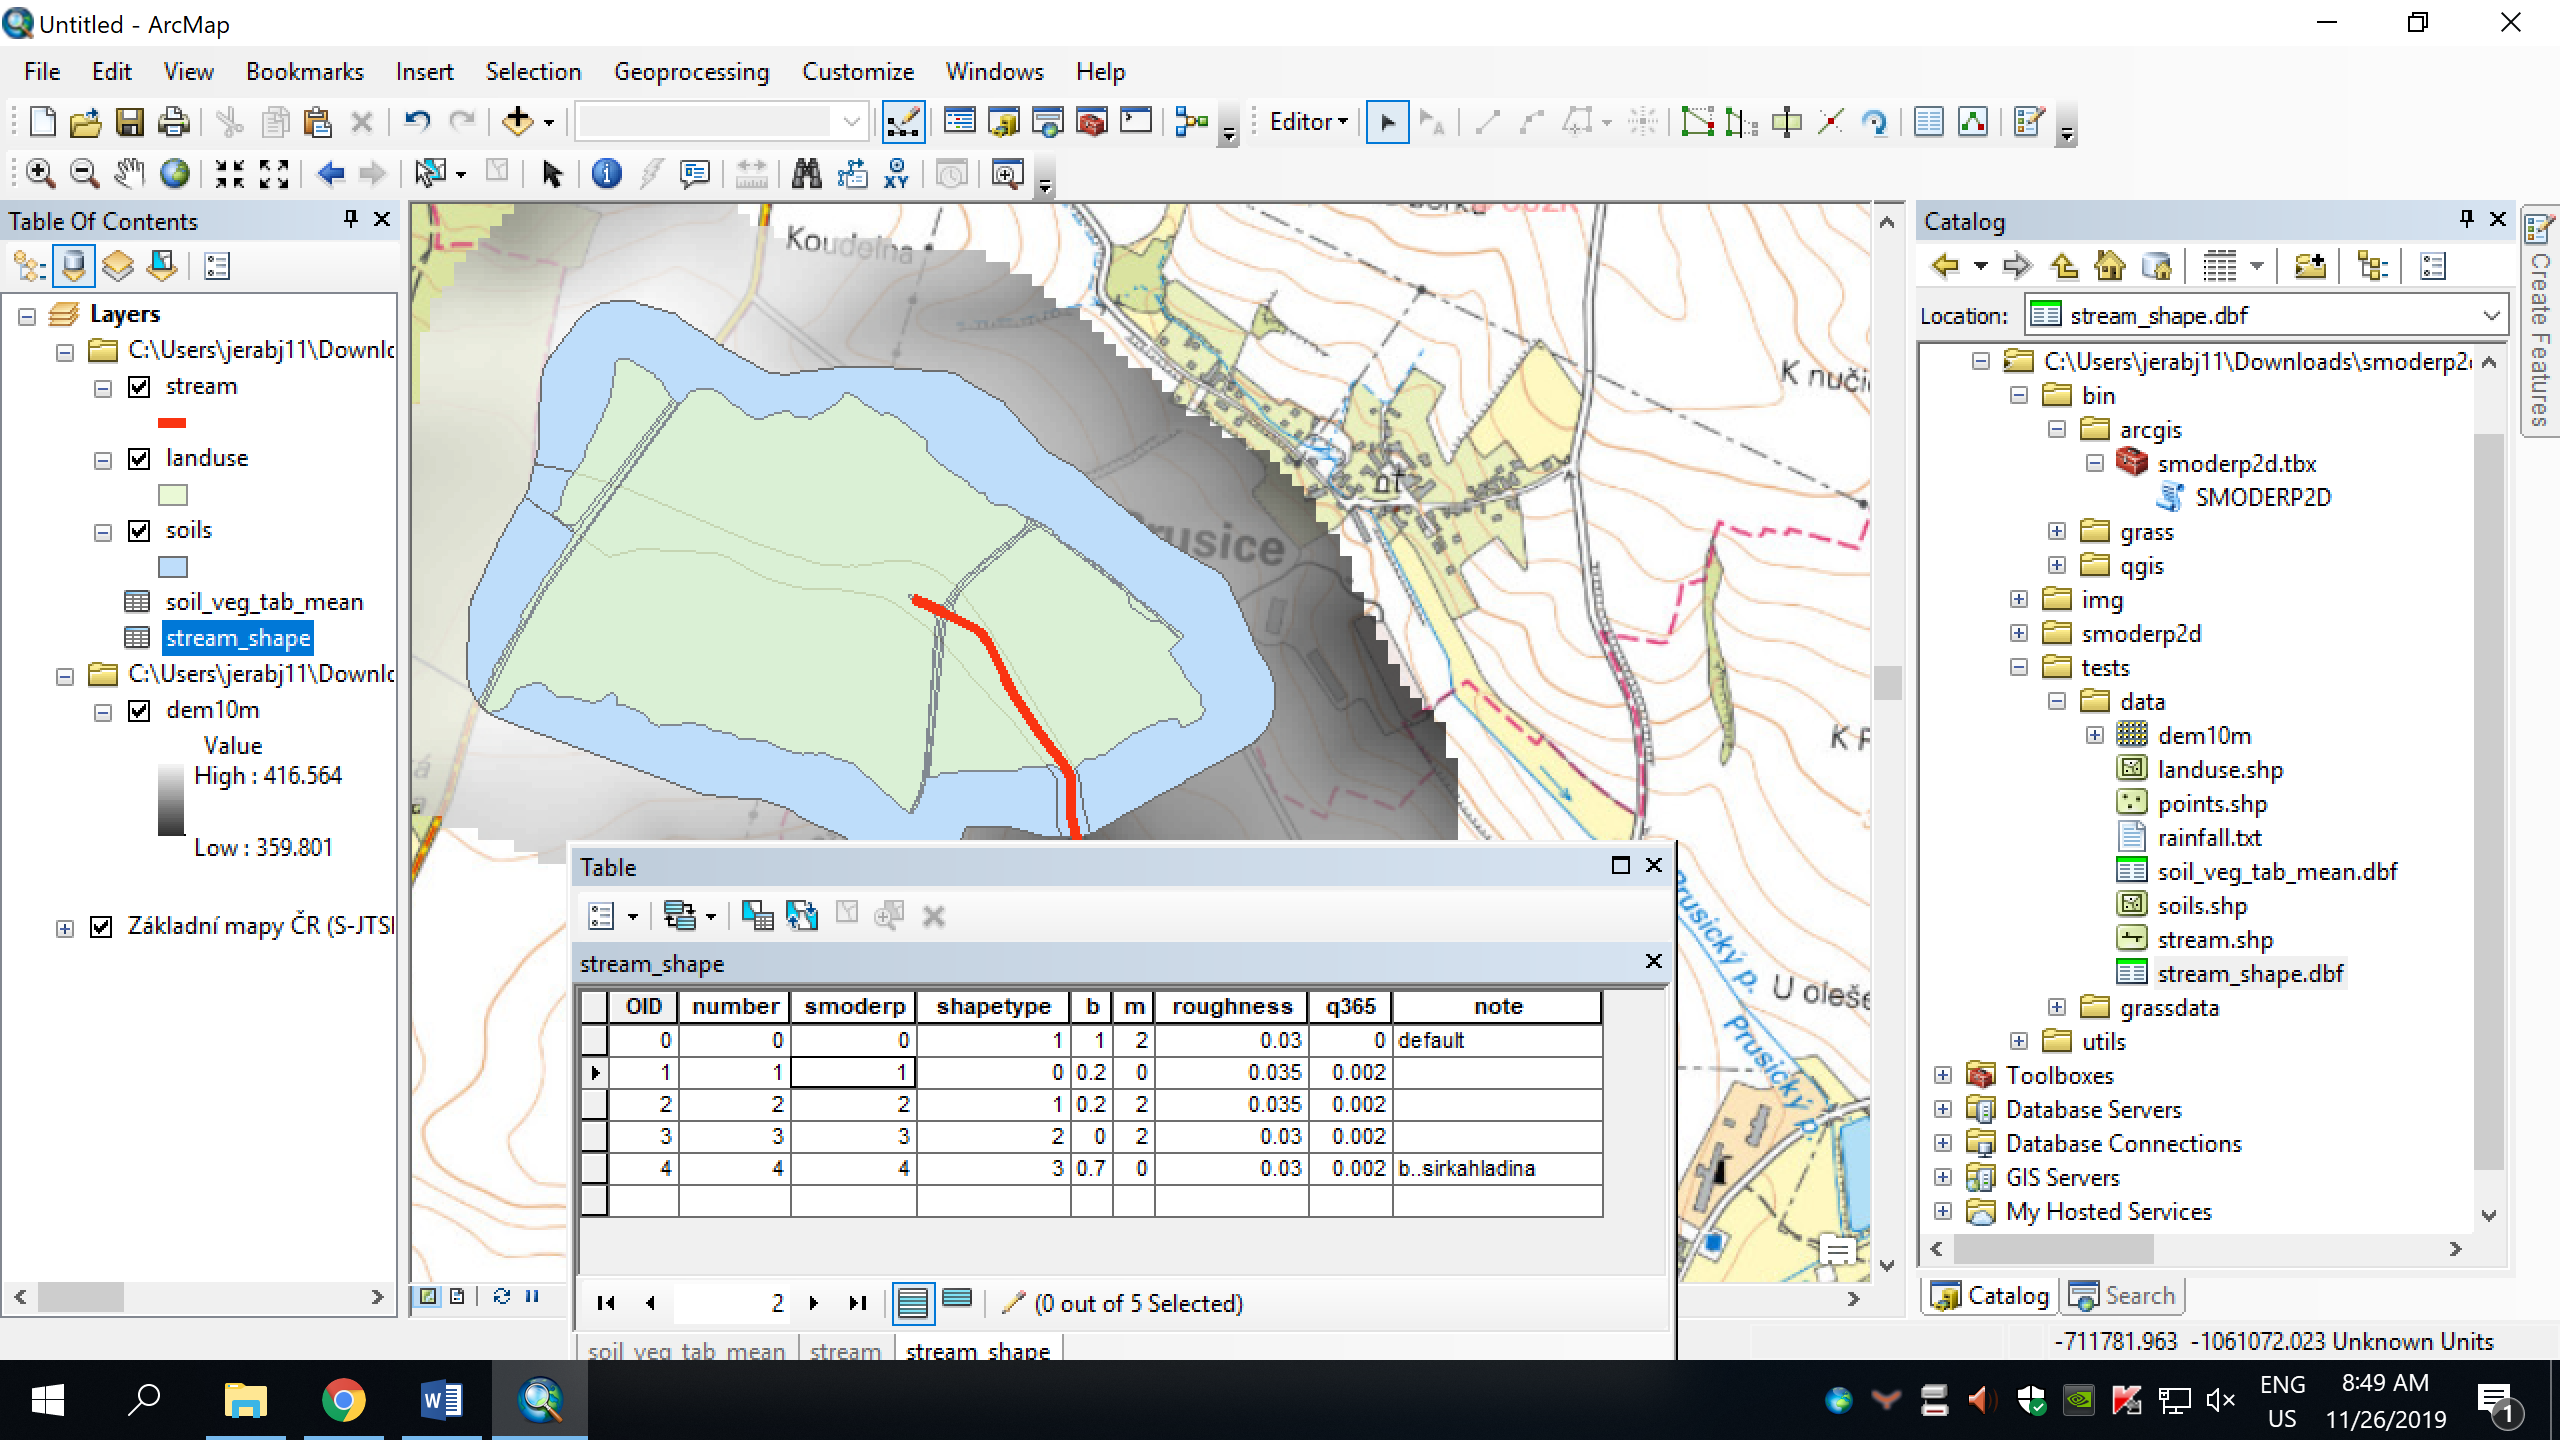 Untitled - ArcMap
File Edit View Bookmarks Insert Selection Geoprocessing Customize Windows Help
Editor
XY
Table Of Contents
Layers
C:\Users\jerabj11\Downlo
stream
landuse
soils
soil_veg_tab_mean
stream_shape
C:\Users\jerabj11\Downlo
dem10m
Value
High : 416.564
Low : 359.801
Základní mapy ČR (S-JTSI
Koudelna
Prusice
K nuči
K P
Prusický p.
U oleše
Prusický p.
Table
stream_shape
OID number smoderp shapetype b m roughness q365 note
0 0 0 1 1 2 0.03 0 default
1 1 1 0 0.2 0 0.035 0.002
2 2 2 1 0.2 2 0.035 0.002
3 3 3 2 0 2 0.03 0.002
4 4 4 3 0.7 0 0.03 0.002 b..sirkahladina
2 (0 out of 5 Selected)
soil_veg_tab_mean stream stream_shape
Catalog
Location: stream_shape.dbf
C:\Users\jerabj11\Downloads\smoderp2
bin
arcgis
smoderp2d.tbx
SMODERP2D
grass
qgis
img
smoderp2d
tests
data
dem10m
landuse.shp
points.shp
rainfall.txt
soil_veg_tab_mean.dbf
soils.shp
stream.shp
stream_shape.dbf
grassdata
utils
Toolboxes
Database Servers
Database Connections
GIS Servers
My Hosted Services
Catalog Search
Create Features
-711781.963 -1061072.023 Unknown Units
ENG
US
8:49 AM
11/26/2019
1